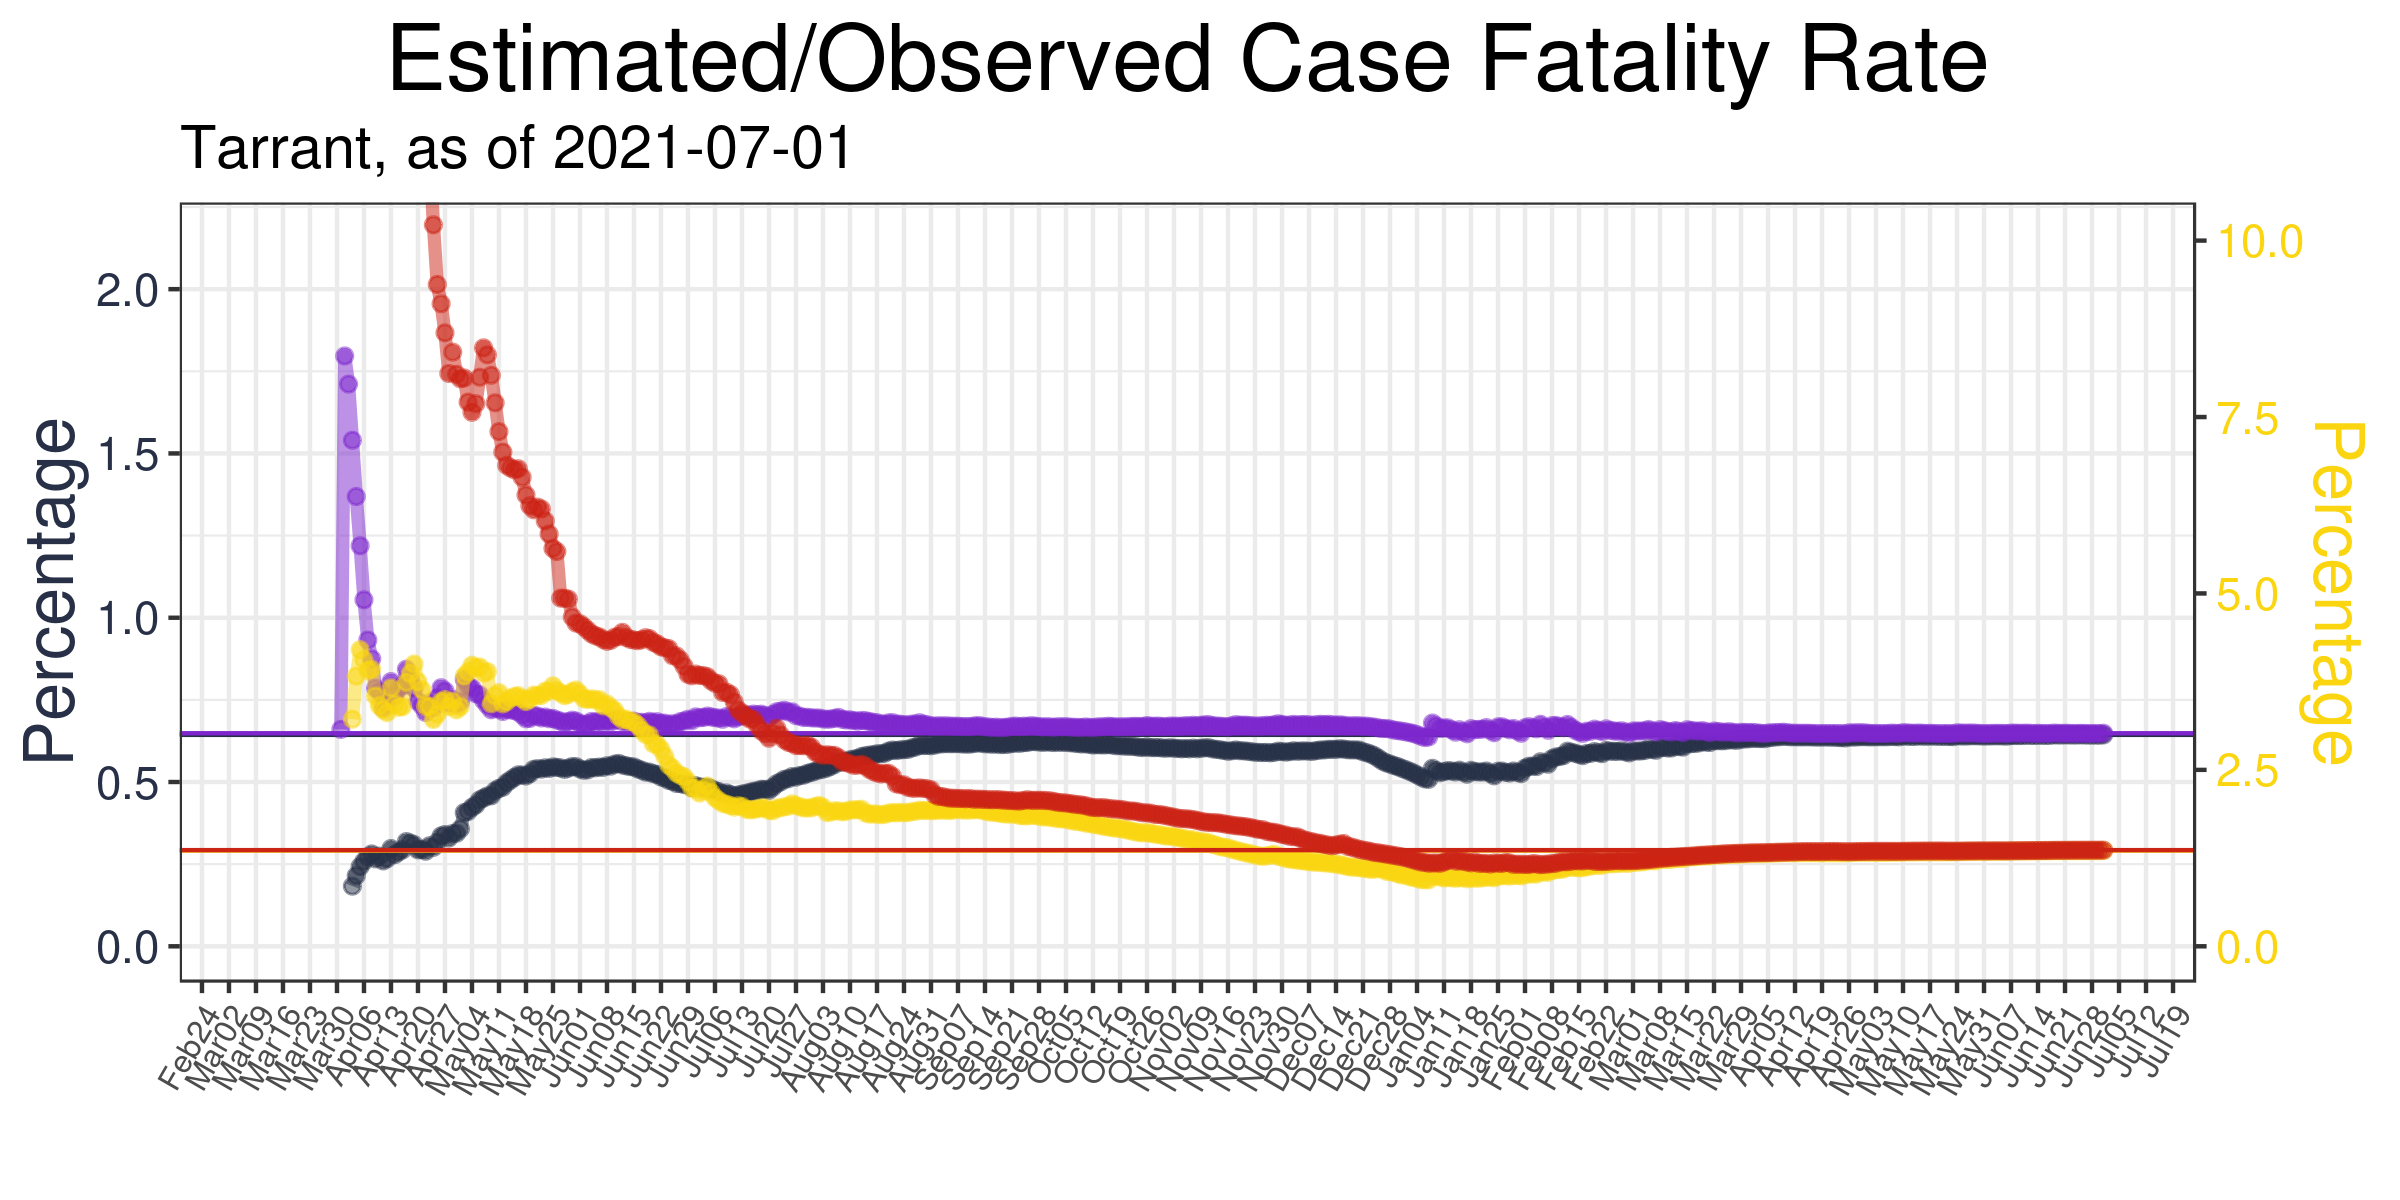 Estimated/Observed Case Fatality Rate
Tarrant, as of 2021-07-01
Percentage
2.0
1.5
1.0
0.5
0.0
10.0
7.5
5.0
2.5
0.0
Percentage
Feb24
Mar02
Mar09
Mar16
Mar23
Mar30
Apr06
Apr13
Apr20
Apr27
May04
May11
May18
May25
Jun01
Jun08
Jun15
Jun22
Jun29
Jul06
Jul13
Jul20
Jul27
Aug03
Aug10
Aug17
Aug24
Aug31
Sep07
Sep14
Sep21
Sep28
Oct05
Oct12
Oct19
Oct26
Nov02
Nov09
Nov16
Nov23
Nov30
Dec07
Dec14
Dec21
Dec28
Jan04
Jan11
Jan18
Jan25
Feb01
Feb08
Feb15
Feb22
Mar01
Mar08
Mar15
Mar22
Mar29
Apr05
Apr12
Apr19
Apr26
May03
May10
May17
May24
May31
Jun07
Jun14
Jun21
Jun28
Jul05
Jul12
Jul19